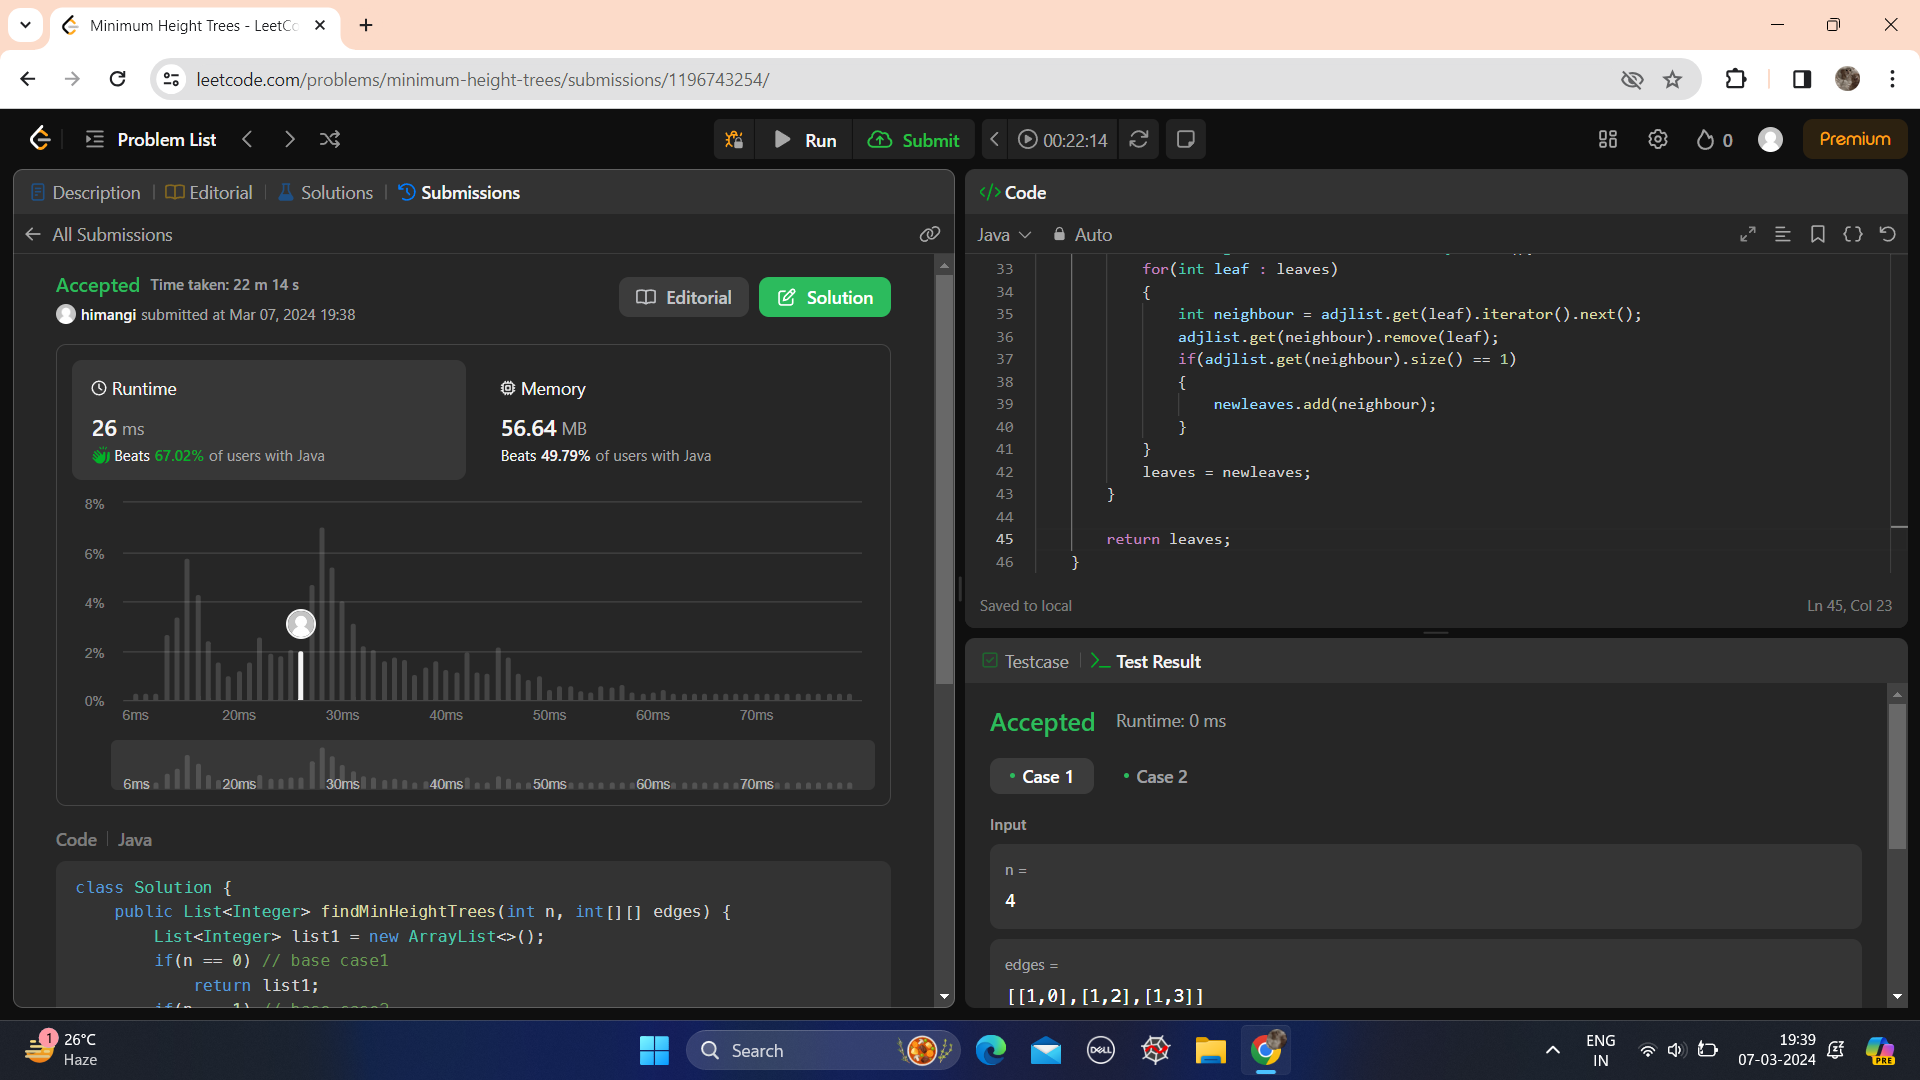 Minimum Height Trees - LeetCo
leetcode.com/problems/minimum-height-trees/submissions/1196743254/
Problem List
Run
Submit
00:22:14
0
Premium
Description
Editorial
Solutions
Submissions
All Submissions
Accepted Time taken: 22 m 14 s
himangi submitted at Mar 07, 2024 19:38
Editorial
Solution
Runtime
26 ms
Beats 67.02% of users with Java
Memory
56.64 MB
Beats 49.79% of users with Java
8%
6%
4%
2%
0%
6ms 20ms 30ms 40ms 50ms 60ms 70ms
6ms 20ms 30ms 40ms 50ms 60ms 70ms
Code Java
class Solution {
public List<Integer> findMinHeightTrees(int n, int[][] edges) {
List<Integer> list1 = new ArrayList<>();
if(n == 0) // base case1
return list1;
Code
Java
Auto
33 for(int leaf : leaves)
34 {
35 int neighbour = adjlist.get(leaf).iterator().next();
36 adjlist.get(neighbour).remove(leaf);
37 if(adjlist.get(neighbour).size() == 1)
38 {
39 newleaves.add(neighbour);
40 }
41 }
42 leaves = newleaves;
43 }
44
45 return leaves;
46 }
Saved to local
Ln 45, Col 23
Testcase
Test Result
Accepted Runtime: 0 ms
Case 1
Case 2
Input
n =
4
edges =
[[1,0],[1,2],[1,3]]
1
26°C
Haze
Search
DELL
ENG
IN
19:39
07-03-2024
PRE